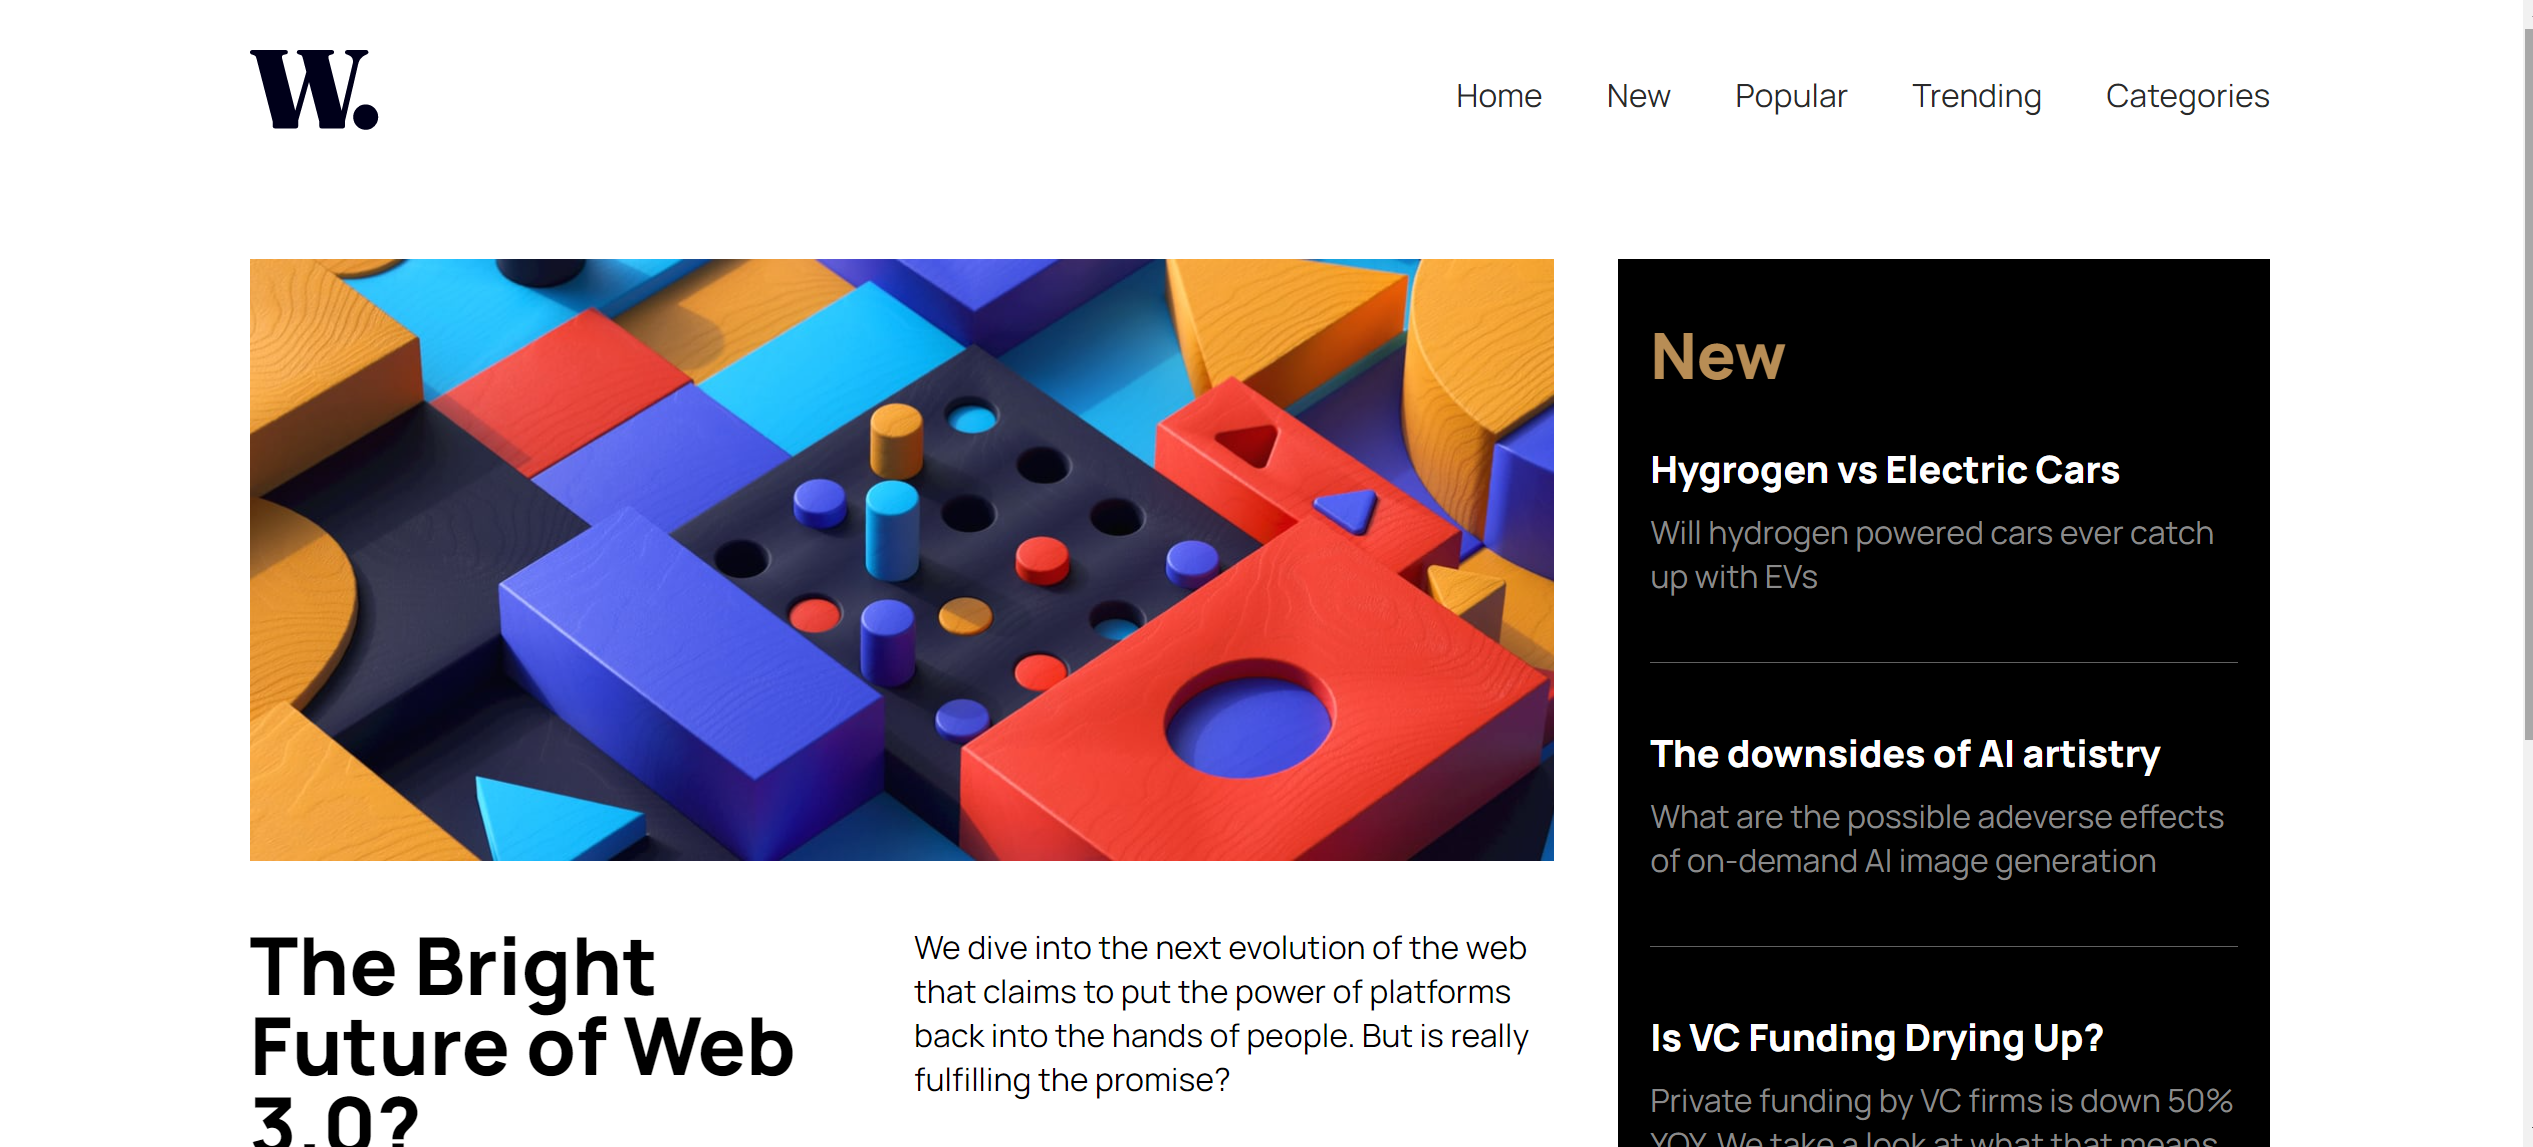 W.
Home New Popular Trending Categories
New
Hygrogen vs Electric Cars
Will hydrogen powered cars ever catch
up with EVs
The downsides of AI artistry
What are the possible adeverse effects
of on-demand AI image generation
Is VC Funding Drying Up?
Private funding by VC firms is down 50%
YOY. We take a look at what that means
The Bright
Future of Web
3.0?
We dive into the next evolution of the web
that claims to put the power of platforms
back into the hands of people. But is really
fulfilling the promise?